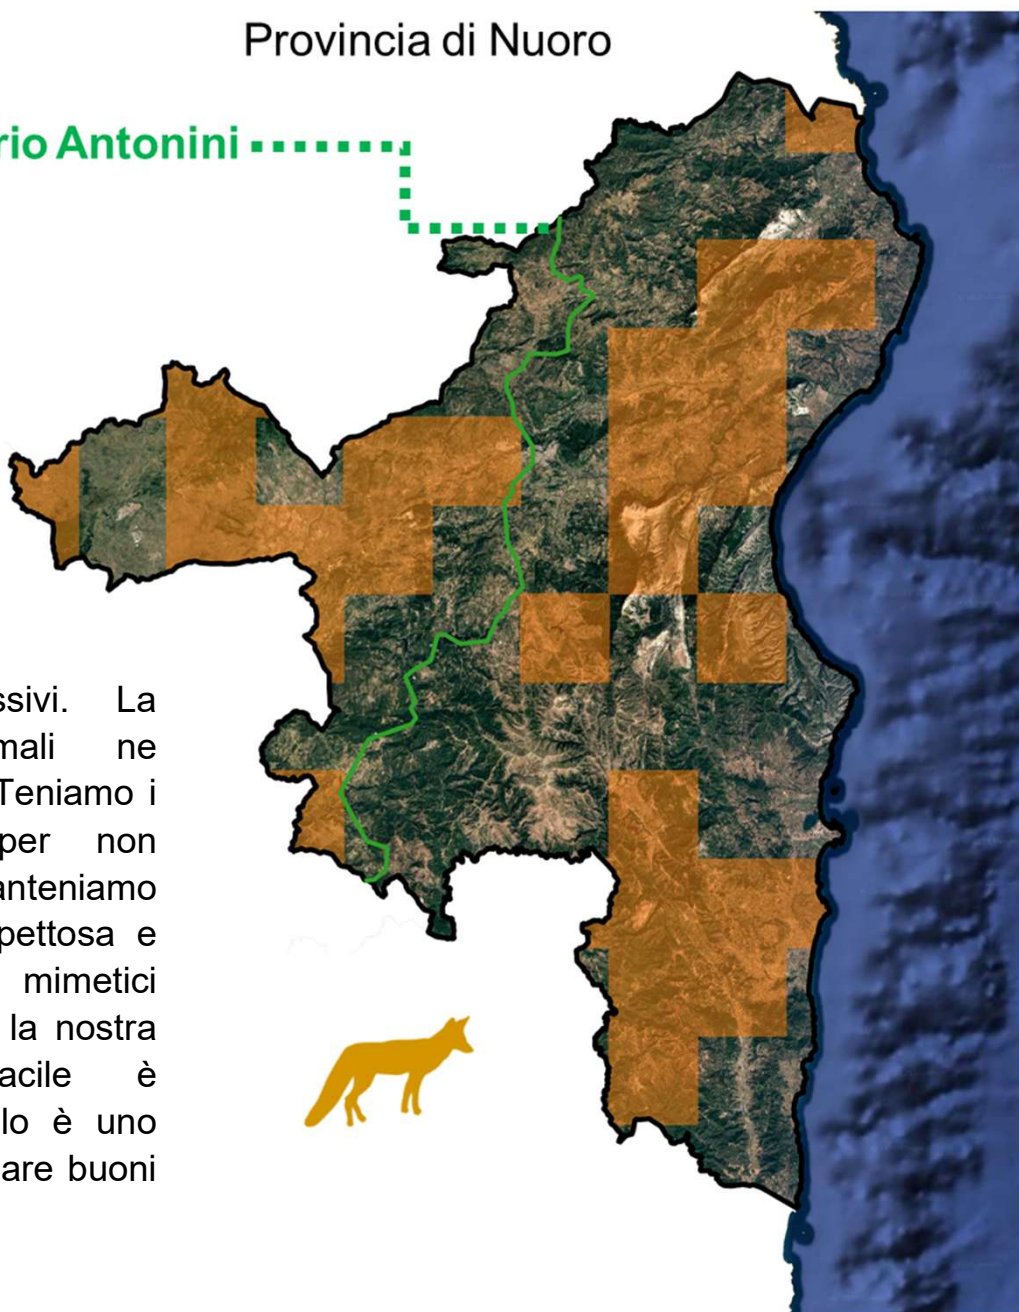 Provincia di Nuoro
rio Antonini
ssivi. La
mali ne
Teniamo i
per non
anteniamo
pettosa e
mimetici
la nostra
acile è
lo è uno
are buoni